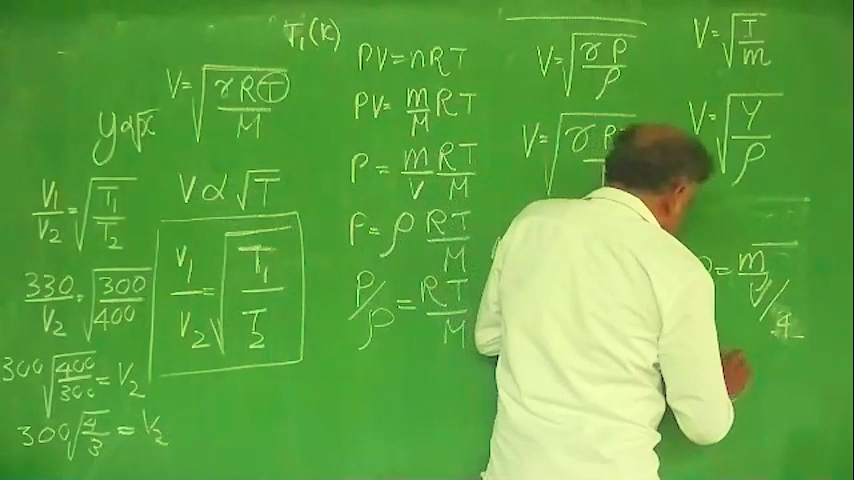 T₁(K)
V=√(γRT/M)
y α √x
V ∝ √T
V₁/V₂=√(T₁/T₂)
V₁/V₂=√(T₁/T₂)
330/V₂=√(300/400)
300√(400/300)=V₂
300√(4/3)=V₂
PV=nRT
PV=m/M RT
P=m/V RT/M
P=ρ RT/M
P/ρ=RT/M
V=√(γP/ρ)
V=√(γ
V=√(T/m)
V=√(Y/ρ)
=m/V/4